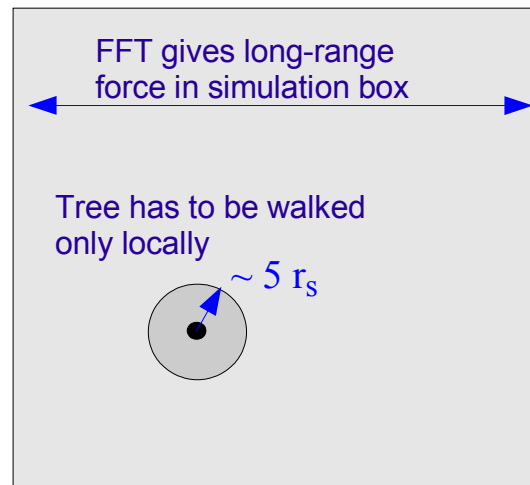 FFT gives long-range
force in simulation box
Tree has to be walked
only locally
~ 5 rs